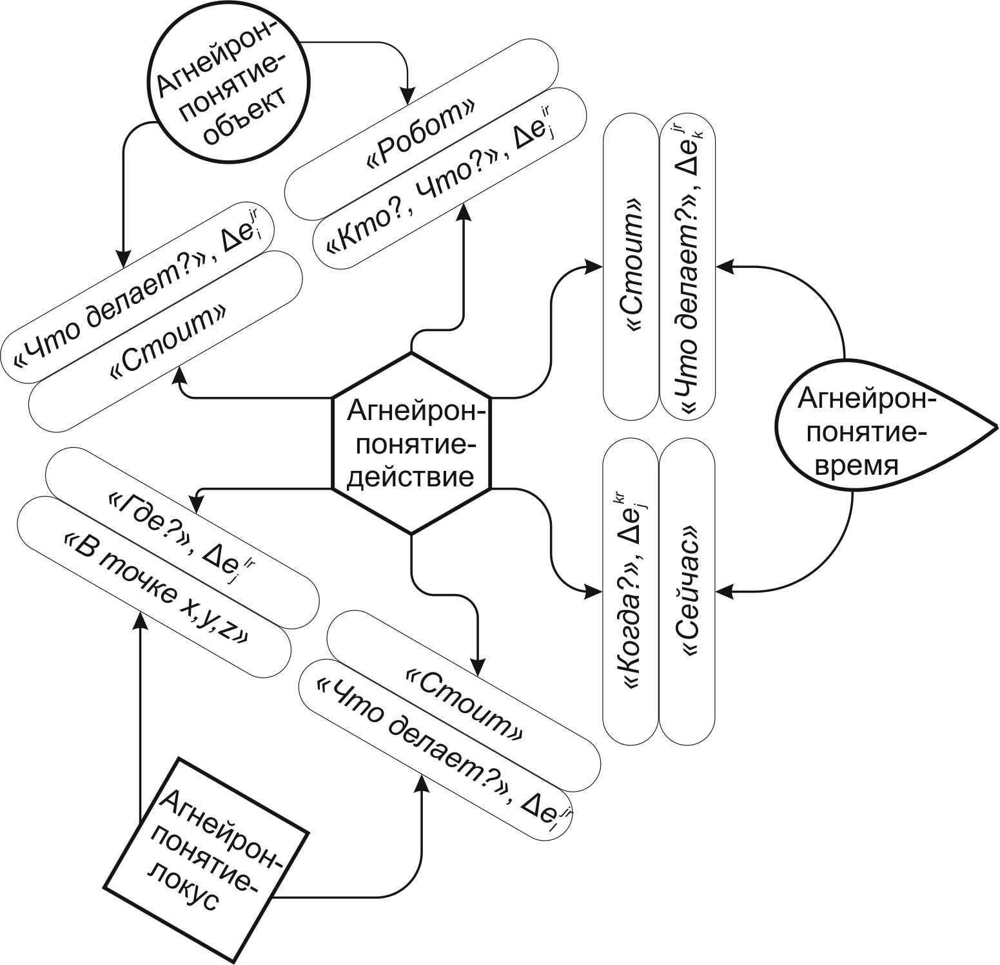 Агнейрон-
понятие-
объект
«Робот»
«Кто?, Что?», Δe_j^{ir}
«Что делает?», Δe_i^{jr}
«Стоит»
«Стоит»
«Что делает?», Δe_k^{jr}
Агнейрон-
понятие-
действие
Агнейрон-
понятие-
время
«Где?», Δe_j^{lr}
«В точке x,y,z»
«Когда?», Δe_j^{kr}
«Сейчас»
«Стоит»
«Что делает?», Δe_l^{jr}
Агнейрон-
понятие-
локус